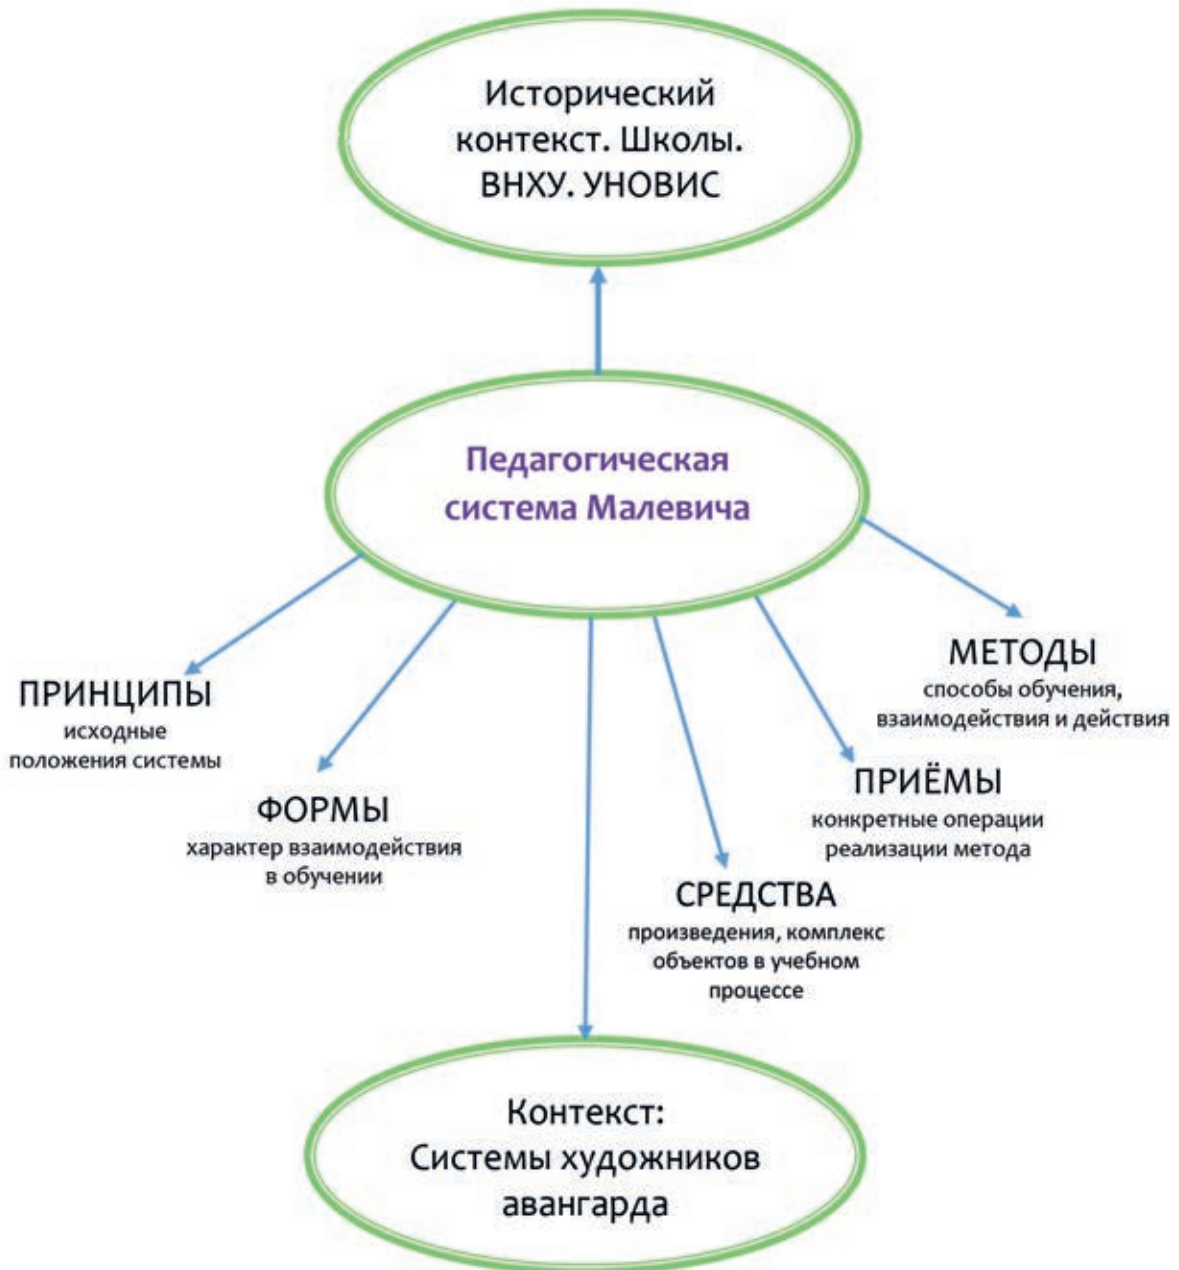 Исторический
контекст. Школы.
ВНХУ. УНОВИС
Педагогическая
система Малевича
ПРИНЦИПЫ
исходные
положения системы
ФОРМЫ
характер взаимодействия
в обучении
СРЕДСТВА
произведения, комплекс
объектов в учебном
процессе
ПРИЁМЫ
конкретные операции
реализации метода
МЕТОДЫ
способы обучения,
взаимодействия и действия
Контекст:
Системы художников
авангарда